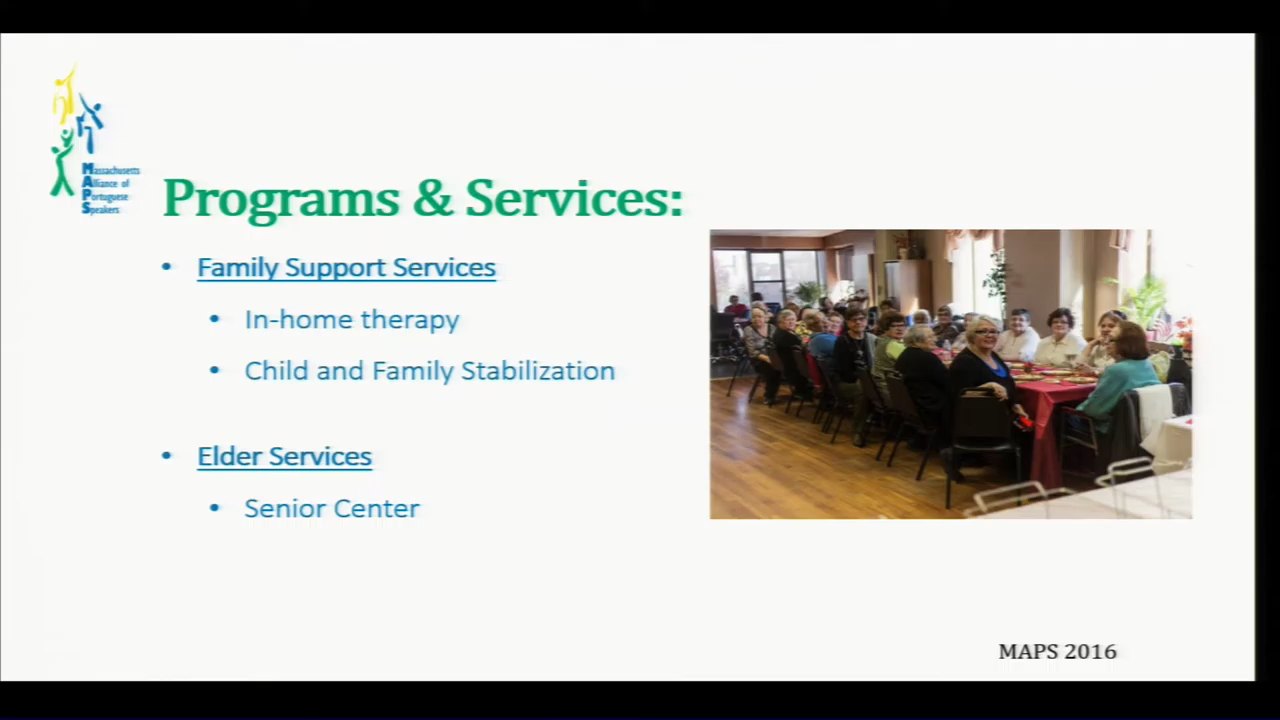 Massachusetts
Alliance of
Portuguese
Speakers
Programs & Services:
• Family Support Services
• In-home therapy
• Child and Family Stabilization
• Elder Services
• Senior Center
MAPS 2016